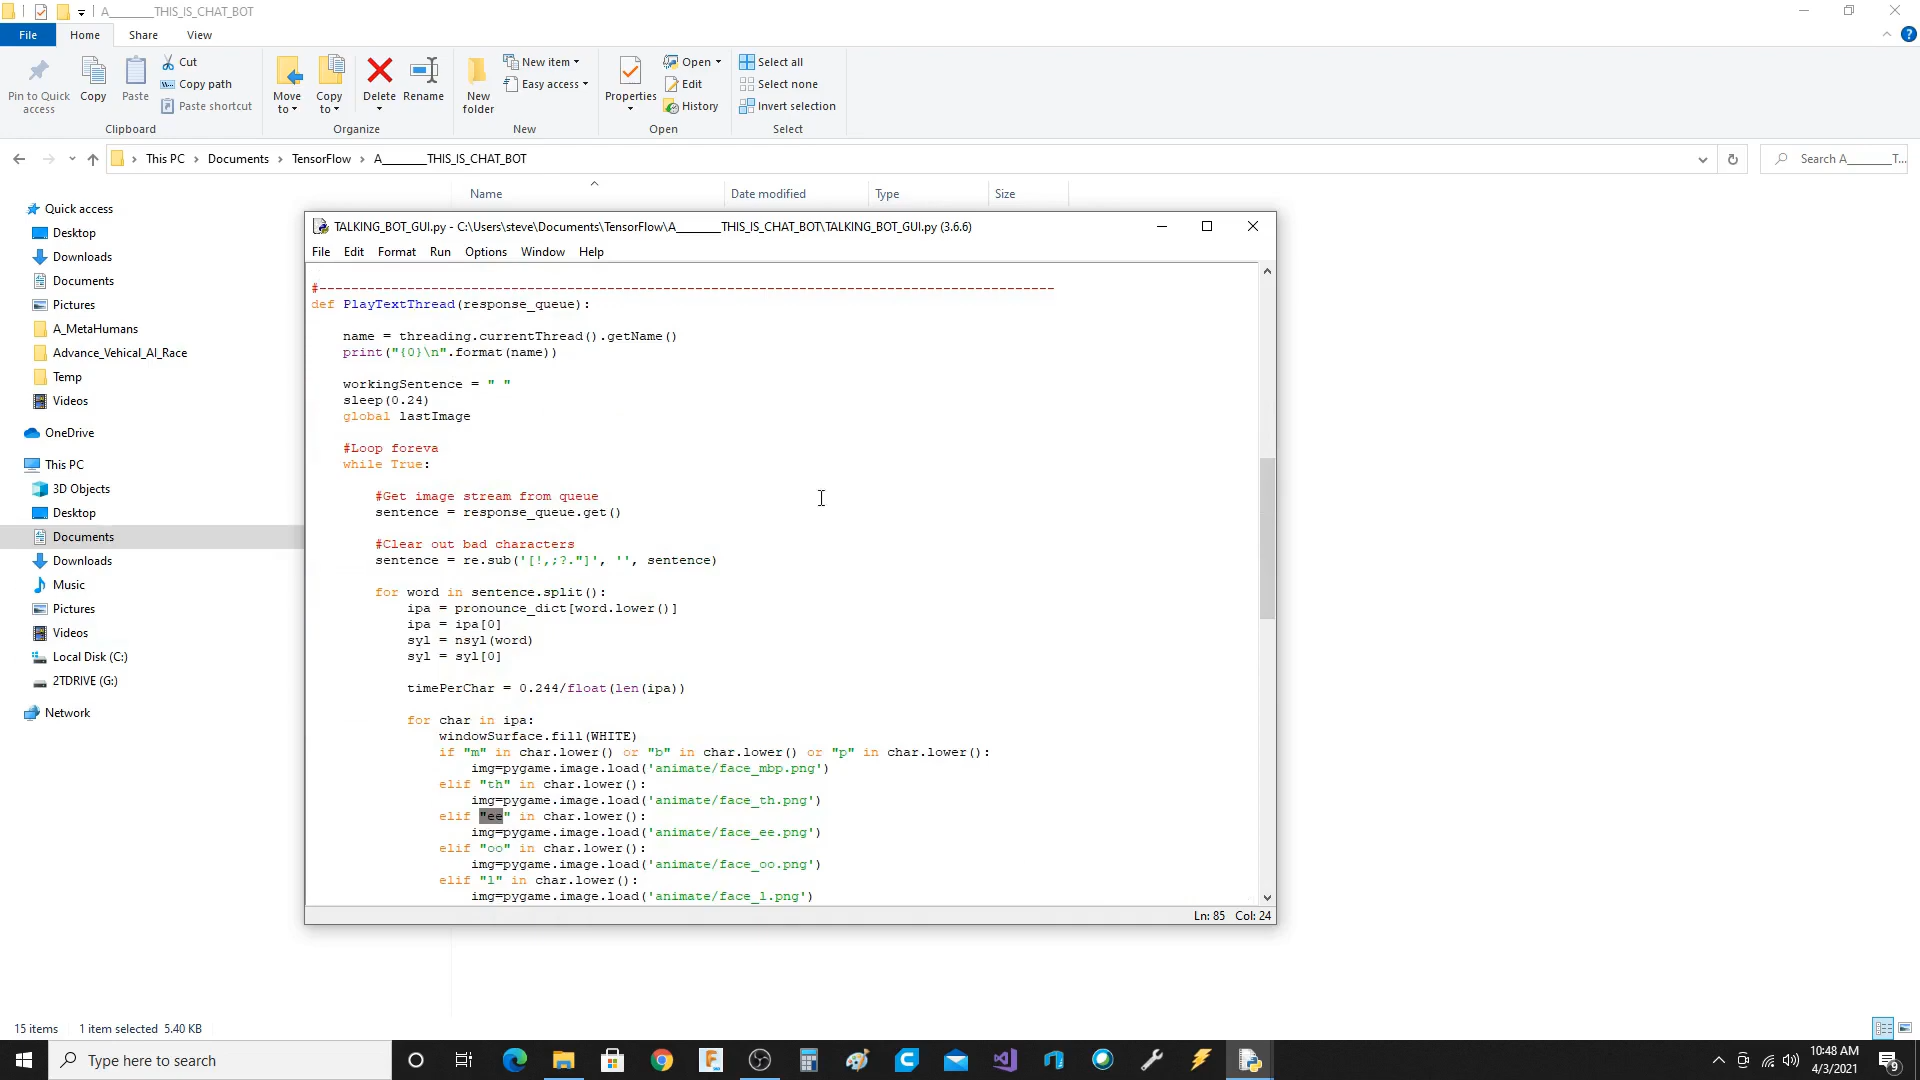 A________THIS_IS_CHAT_BOT
File Home Share View
Pin to Quick access
Copy
Paste
Cut
Copy path
Paste shortcut
Clipboard
Move to
Copy to
Delete
Rename
Organize
New folder
New item
Easy access
New
Properties
Open
Edit
History
Open
Select all
Select none
Invert selection
Select
This PC > Documents > TensorFlow > A________THIS_IS_CHAT_BOT
Search A________T...
Name Date modified Type Size
Quick access
Desktop
Downloads
Documents
Pictures
A_MetaHumans
Advance_Vehical_AI_Race
Temp
Videos
OneDrive
This PC
3D Objects
Desktop
Documents
Downloads
Music
Pictures
Videos
Local Disk (C:)
2TDRIVE (G:)
Network
TALKING_BOT_GUI.py - C:\Users\steve\Documents\TensorFlow\A________THIS_IS_CHAT_BOT\TALKING_BOT_GUI.py (3.6.6)
File Edit Format Run Options Window Help
#--------------------------------------------------------------------------------------------
def PlayTextThread(response_queue):
name = threading.currentThread().getName()
print("{0}\n".format(name))
workingSentence = " "
sleep(0.24)
global lastImage
#Loop foreva
while True:
#Get image stream from queue
sentence = response_queue.get()
#Clear out bad characters
sentence = re.sub('[!,;?."]', '', sentence)
for word in sentence.split():
ipa = pronounce_dict[word.lower()]
ipa = ipa[0]
syl = nsyl(word)
syl = syl[0]
timePerChar = 0.244/float(len(ipa))
for char in ipa:
windowSurface.fill(WHITE)
if "m" in char.lower() or "b" in char.lower() or "p" in char.lower():
img=pygame.image.load('animate/face_mbp.png')
elif "th" in char.lower():
img=pygame.image.load('animate/face_th.png')
elif "ee" in char.lower():
img=pygame.image.load('animate/face_ee.png')
elif "oo" in char.lower():
img=pygame.image.load('animate/face_oo.png')
elif "l" in char.lower():
img=pygame.image.load('animate/face_l.png')
Ln: 85 Col: 24
15 items 1 item selected 5.40 KB
Type here to search
10:48 AM
4/3/2021
9